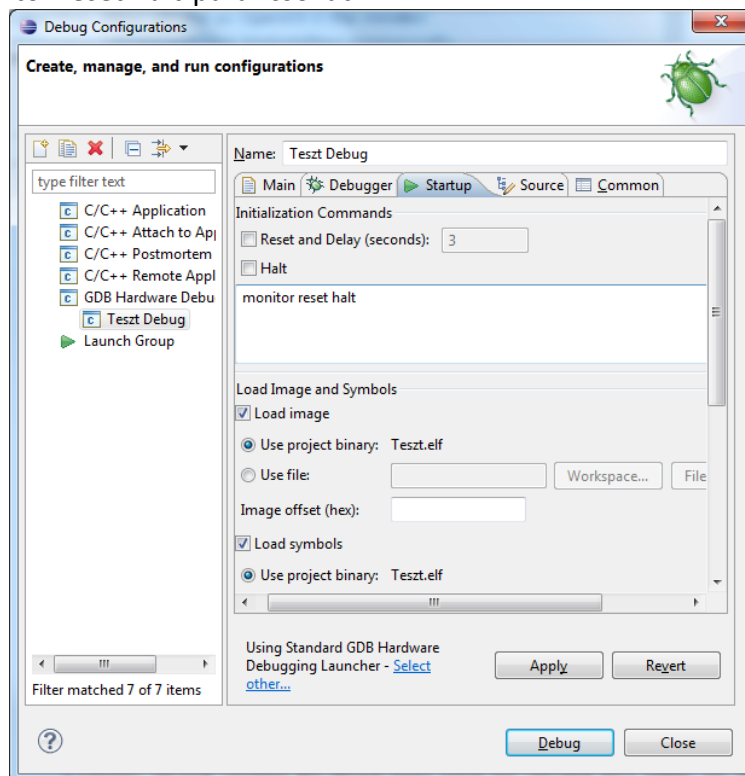 Debug Configurations
Create, manage, and run configurations
Name: Teszt Debug
type filter text
C/C++ Application
C/C++ Attach to Ap
C/C++ Postmortem
C/C++ Remote Appl
GDB Hardware Debu
Teszt Debug
Launch Group
Filter matched 7 of 7 items
Main Debugger Startup Source Common
Initialization Commands
Reset and Delay (seconds): 3
Halt
monitor reset halt
Load Image and Symbols
Load image
Use project binary: Teszt.elf
Use file: Workspace... File
Image offset (hex):
Load symbols
Use project binary: Teszt.elf
Using Standard GDB Hardware
Debugging Launcher - Select
other...
Apply Revert
Debug Close